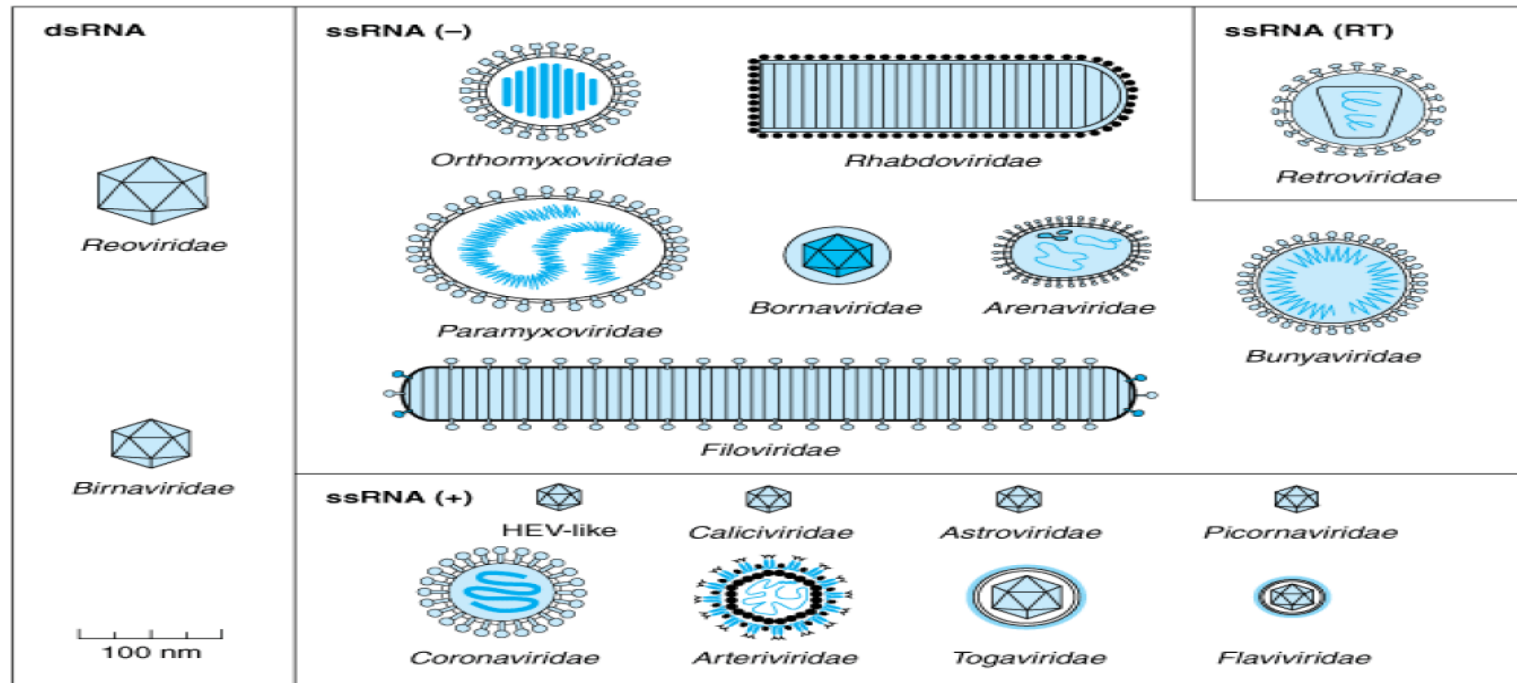 dsRNA
Reoviridae
Birnaviridae
100 nm
ssRNA (–)
Orthomyxoviridae
Rhabdoviridae
Paramyxoviridae
Bornaviridae
Arenaviridae
Bunyaviridae
Filoviridae
ssRNA (RT)
Retroviridae
ssRNA (+)
HEV-like
Caliciviridae
Astroviridae
Picornaviridae
Coronaviridae
Arteriviridae
Togaviridae
Flaviviridae